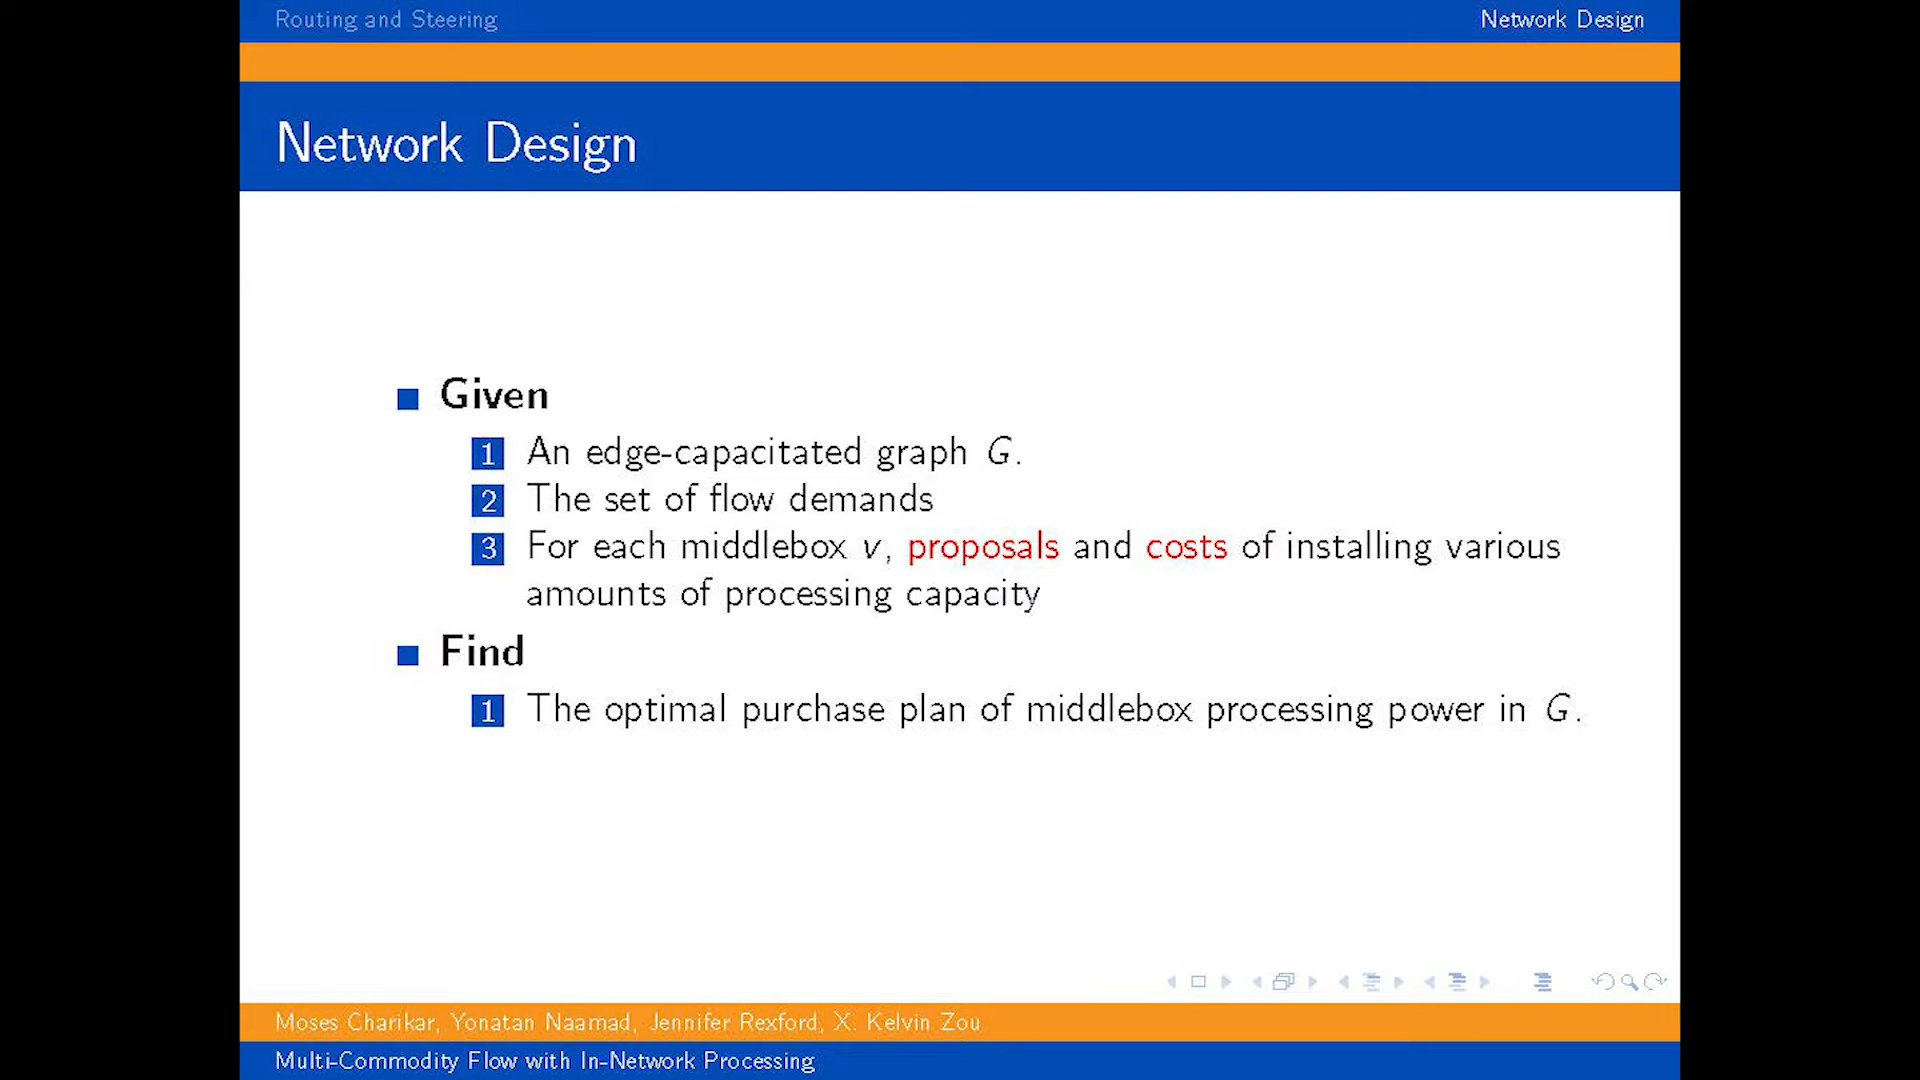 Routing and Steering
Network Design
Network Design
Given
1 An edge-capacitated graph G.
2 The set of flow demands
3 For each middlebox v, proposals and costs of installing various
amounts of processing capacity
Find
1 The optimal purchase plan of middlebox processing power in G.
Moses Charikar, Yonatan Naamad, Jennifer Rexford, X. Kelvin Zou
Multi-Commodity Flow with In-Network Processing